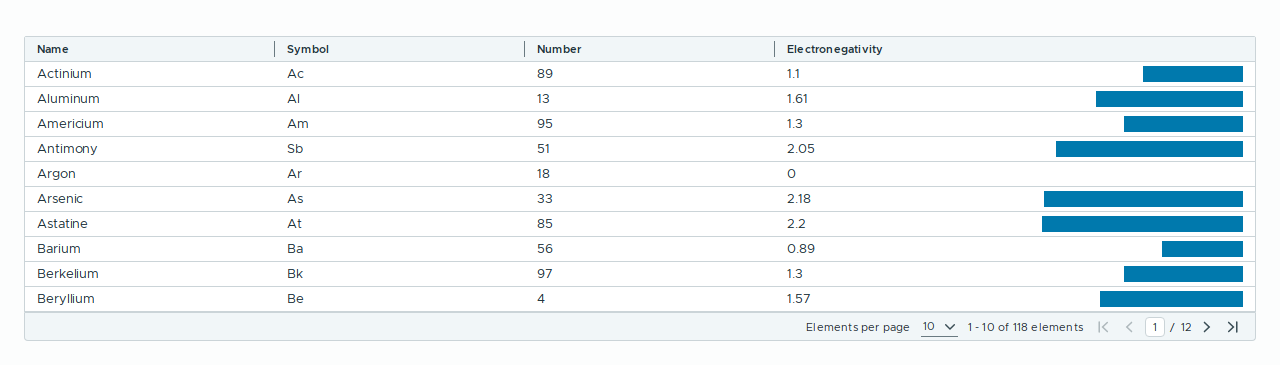 Name Symbol Number Electronegativity
Actinium Ac 89 1.1
Aluminum Al 13 1.61
Americium Am 95 1.3
Antimony Sb 51 2.05
Argon Ar 18 0
Arsenic As 33 2.18
Astatine At 85 2.2
Barium Ba 56 0.89
Berkelium Bk 97 1.3
Beryllium Be 4 1.57
Elements per page 10 1 - 10 of 118 elements 1 / 12